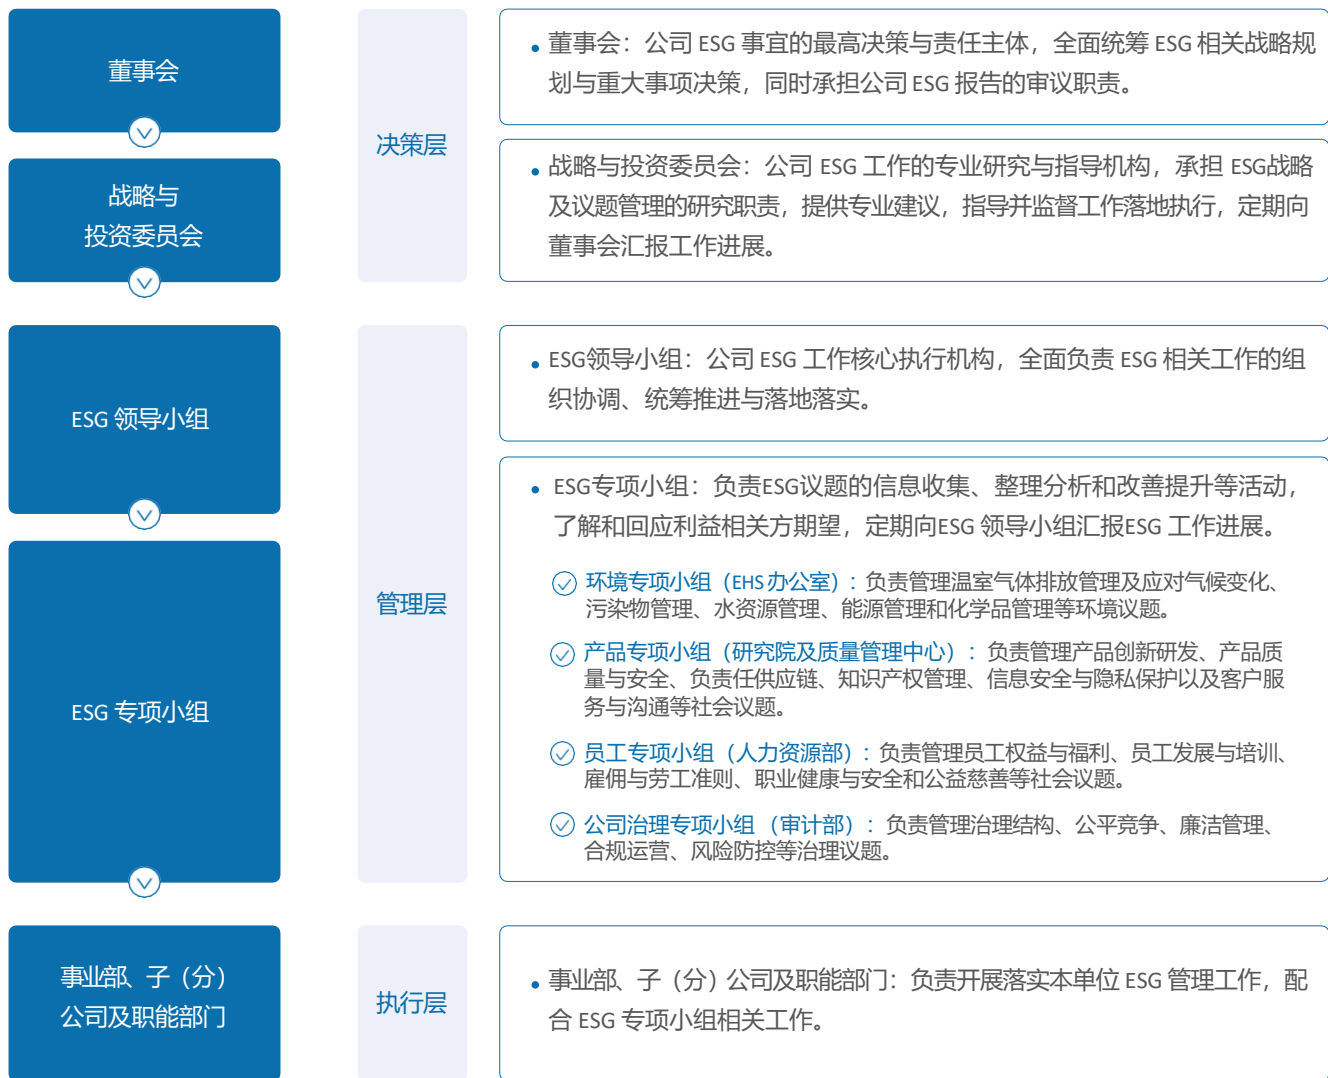 董事会
战略与
投资委员会
决策层
• 董事会：公司 ESG 事宜的最高决策与责任主体，全面统筹 ESG 相关战略规
划与重大事项决策，同时承担公司 ESG 报告的审议职责。
• 战略与投资委员会：公司 ESG 工作的专业研究与指导机构，承担 ESG战略
及议题管理的研究职责，提供专业建议，指导并监督工作落地执行，定期向
董事会汇报工作进展。
ESG 领导小组
ESG 专项小组
管理层
• ESG领导小组：公司 ESG 工作核心执行机构，全面负责 ESG 相关工作的组
织协调、统筹推进与落地落实。
• ESG专项小组：负责ESG议题的信息收集、整理分析和改善提升等活动，
了解和回应利益相关方期望，定期向ESG 领导小组汇报ESG 工作进展。
环境专项小组（EHS 办公室）：负责管理温室气体排放管理及应对气候变化、
污染物管理、水资源管理、能源管理和化学品管理等环境议题。
产品专项小组（研究院及质量管理中心）：负责管理产品创新研发、产品质
量与安全、负责任供应链、知识产权管理、信息安全与隐私保护以及客户服
务与沟通等社会议题。
员工专项小组（人力资源部）：负责管理员工权益与福利、员工发展与培训、
雇佣与劳工准则、职业健康与安全和公益慈善等社会议题。
公司治理专项小组（审计部）：负责管理治理结构、公平竞争、廉洁管理、
合规运营、风险防控等治理议题。
事业部、子（分）
公司及职能部门
执行层
• 事业部、子（分）公司及职能部门：负责开展落实本单位 ESG 管理工作，配
合 ESG 专项小组相关工作。